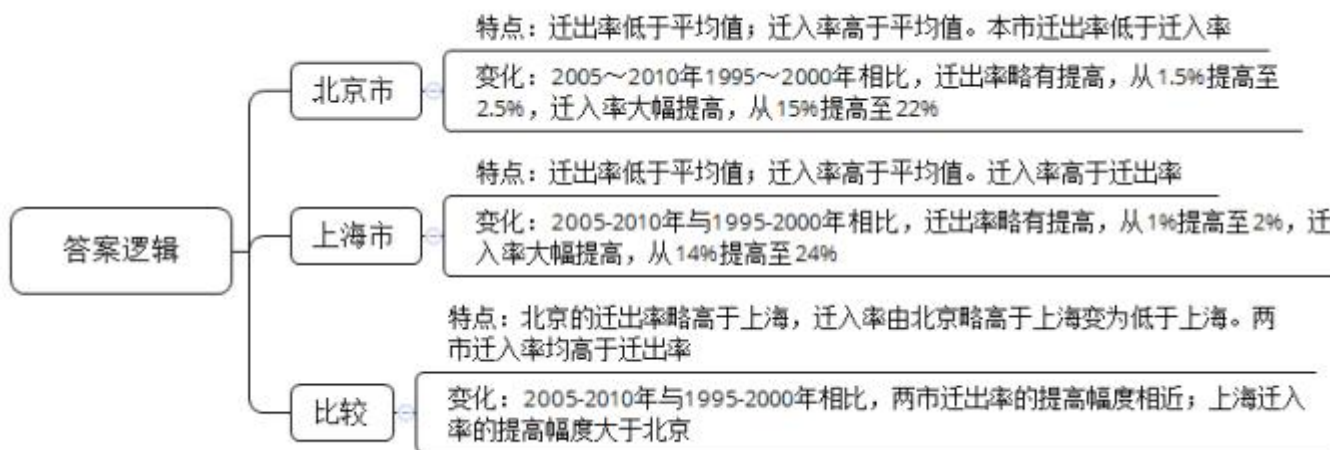 特点：迁出率低于平均值；迁入率高于平均值。本市迁出率低于迁入率
北京市
变化：2005～2010年1995～2000年相比，迁出率略有提高，从1.5%提高至
2.5%，迁入率大幅提高，从15%提高至22%
特点：迁出率低于平均值；迁入率高于平均值。迁入率高于迁出率
答案逻辑
上海市
变化：2005-2010年与1995-2000年相比，迁出率略有提高，从1%提高至2%，迁
入率大幅提高，从14%提高至24%
特点：北京的迁出率略高于上海，迁入率由北京略高于上海变为低于上海。两
市迁入率均高于迁出率
比较
变化：2005-2010年与1995-2000年相比，两市迁出率的提高幅度相近；上海迁入
率的提高幅度大于北京